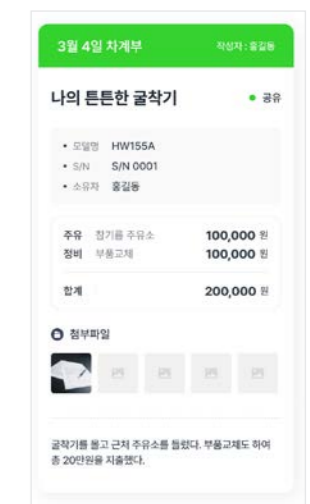 3월 4일 차계부 작성자 : 홍길동
나의 튼튼한 굴착기 공유
• 모델명 HW155A
• S/N S/N 0001
• 소유자 홍길동
주유 참기름 주유소 100,000 원
정비 부품교체 100,000 원
합계 200,000 원
첨부파일
굴착기를 몰고 근처 주유소를 들렀다. 부품교체도 하여
총 20만원을 지출했다.